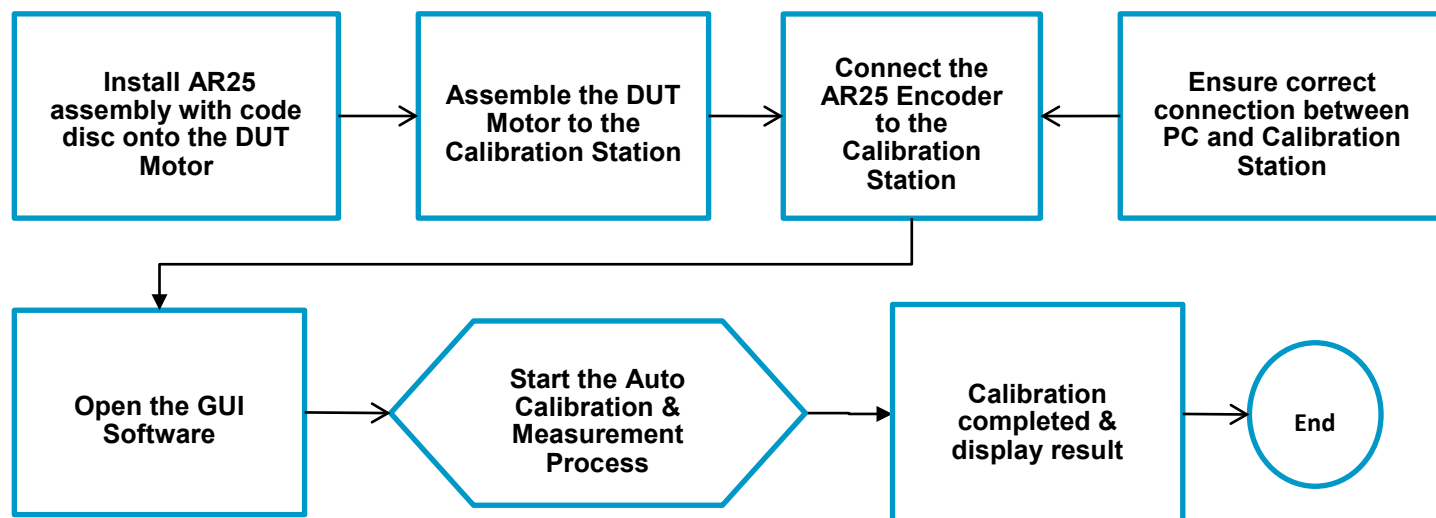 Install AR25
assembly with code
disc onto the DUT
Motor
Assemble the DUT
Motor to the
Calibration Station
Connect the
AR25 Encoder
to the
Calibration
Station
Ensure correct
connection between
PC and Calibration
Station
Open the GUI
Software
Start the Auto
Calibration &
Measurement
Process
Calibration
completed &
display result
End